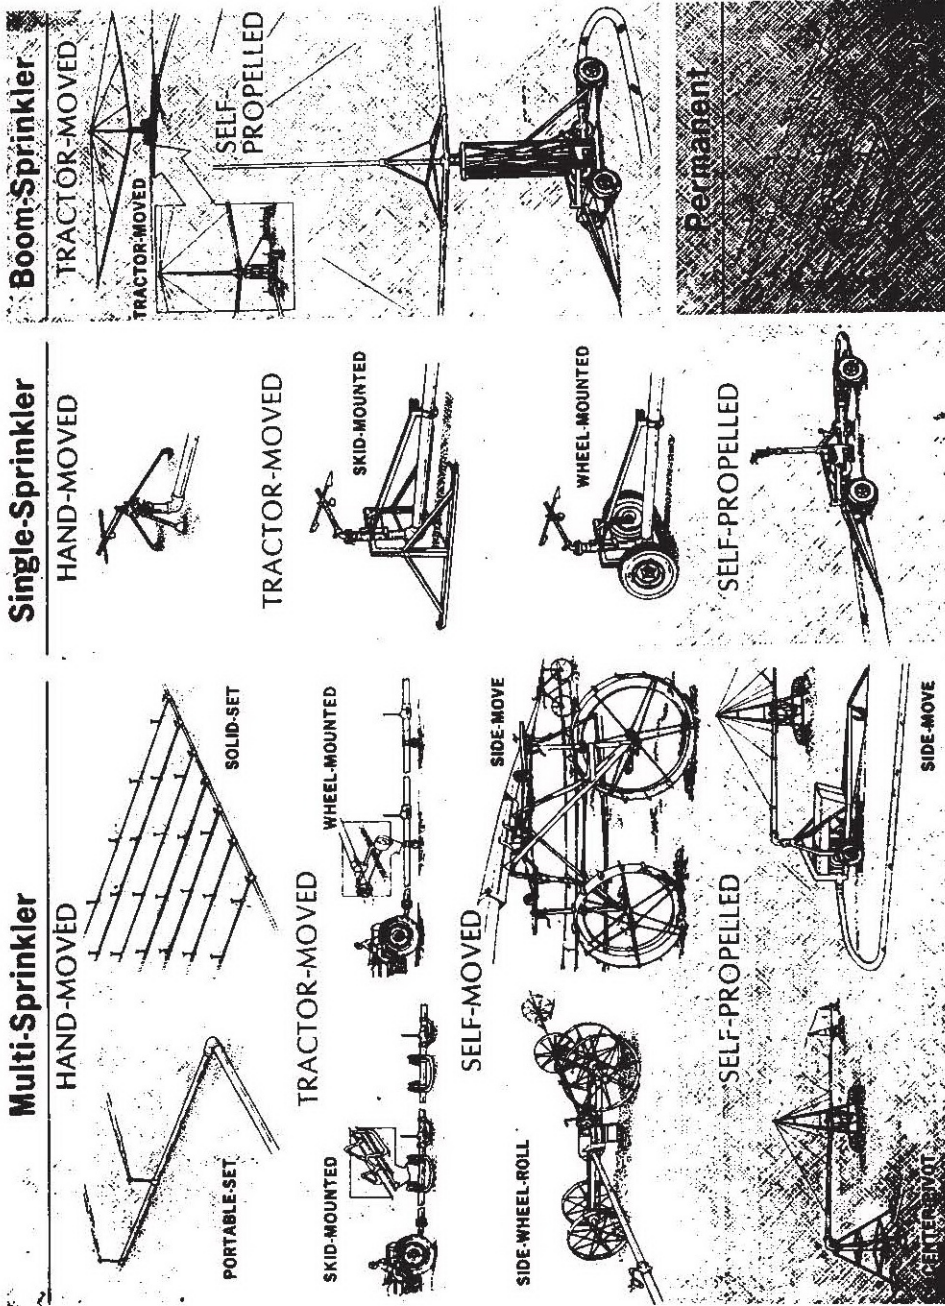 Multi-Sprinkler
HAND-MOVED
PORTABLE-SET
SOLID-SET
TRACTOR-MOVED
SKID-MOUNTED
WHEEL-MOUNTED
SELF-MOVED
SIDE-WHEEL-ROLL
SIDE-MOVE
SELF-PROPELLED
CENTER-PIVOT
SIDE-MOVE
Single-Sprinkler
HAND-MOVED
TRACTOR-MOVED
SKID-MOUNTED
WHEEL-MOUNTED
SELF-PROPELLED
Boom-Sprinkler
TRACTOR-MOVED
TRACTOR-MOVED
SELF-
PROPELLED
Permanent